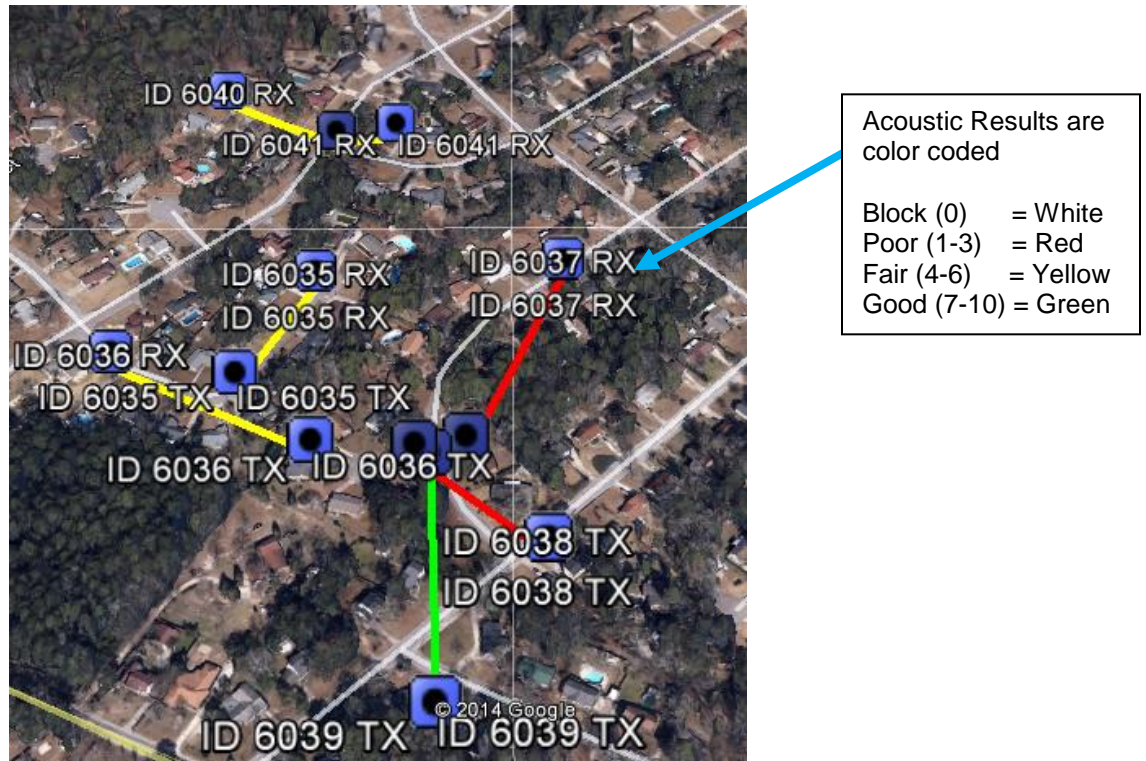 ID 6040 RX
ID 6041 RX ID 6041 RX
ID 6035 RX
ID 6035 RX
ID 6037 RX
ID 6037 RX
ID 6036 RX
ID 6035 TX ID 6035 TX
ID 6036 TX ID 6036 TX
ID 6038 TX
ID 6038 TX
© 2014 Google
ID 6039 TX ID 6039 TX
Acoustic Results are
color coded
Block (0) = White
Poor (1-3) = Red
Fair (4-6) = Yellow
Good (7-10) = Green